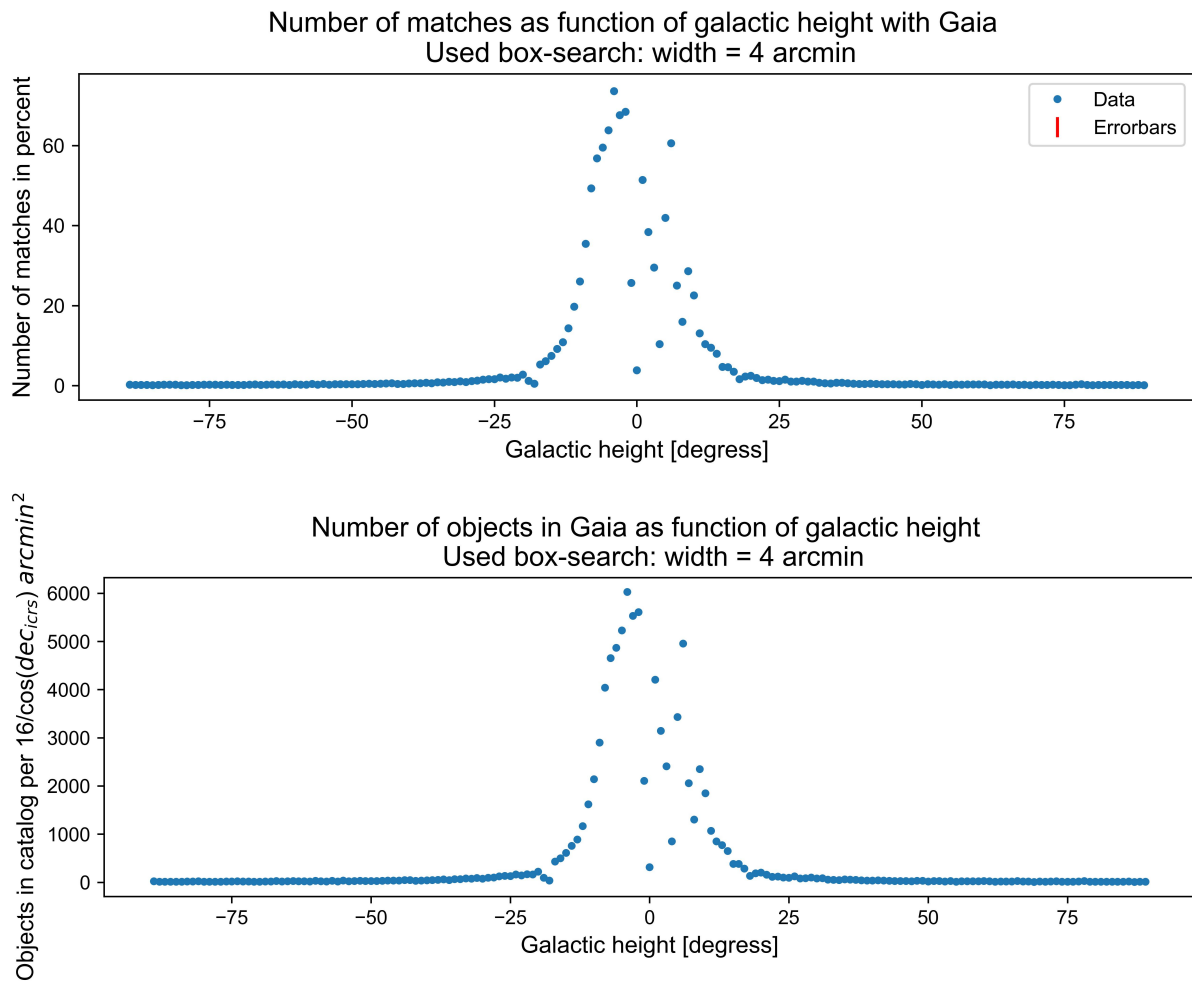 Number of matches as function of galactic height with Gaia
Used box-search: width = 4 arcmin
Number of matches in percent
60
40
20
0
Data
Errorbars
−75 −50 −25 0 25 50 75
Galactic height [degress]
Number of objects in Gaia as function of galactic height
Used box-search: width = 4 arcmin
Objects in catalog per 16/cos(dec_{icrs}) arcmin^2
6000
5000
4000
3000
2000
1000
0
−75 −50 −25 0 25 50 75
Galactic height [degress]